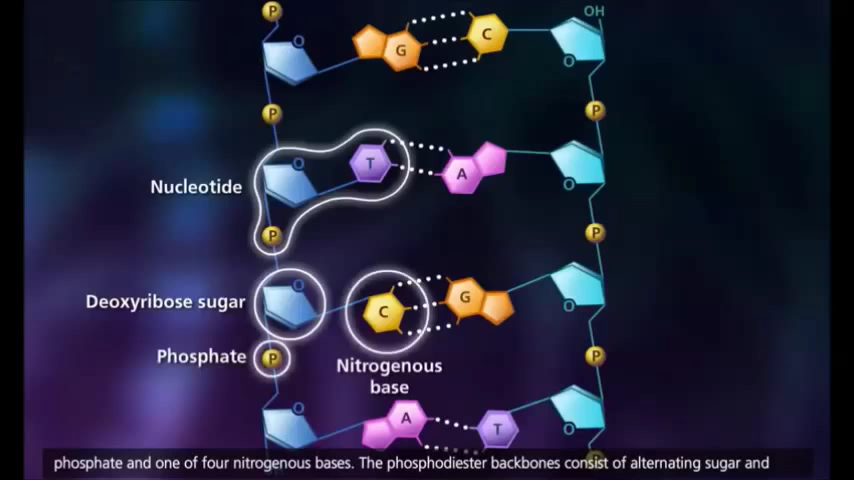 P
OH
O
G
C
O
P
P
O
T
A
O
Nucleotide
P
P
O
G
O
Deoxyribose sugar
C
Phosphate
P
P
Nitrogenous
base
O
A
T
O
phosphate and one of four nitrogenous bases. The phosphodiester backbones consist of alternating sugar and